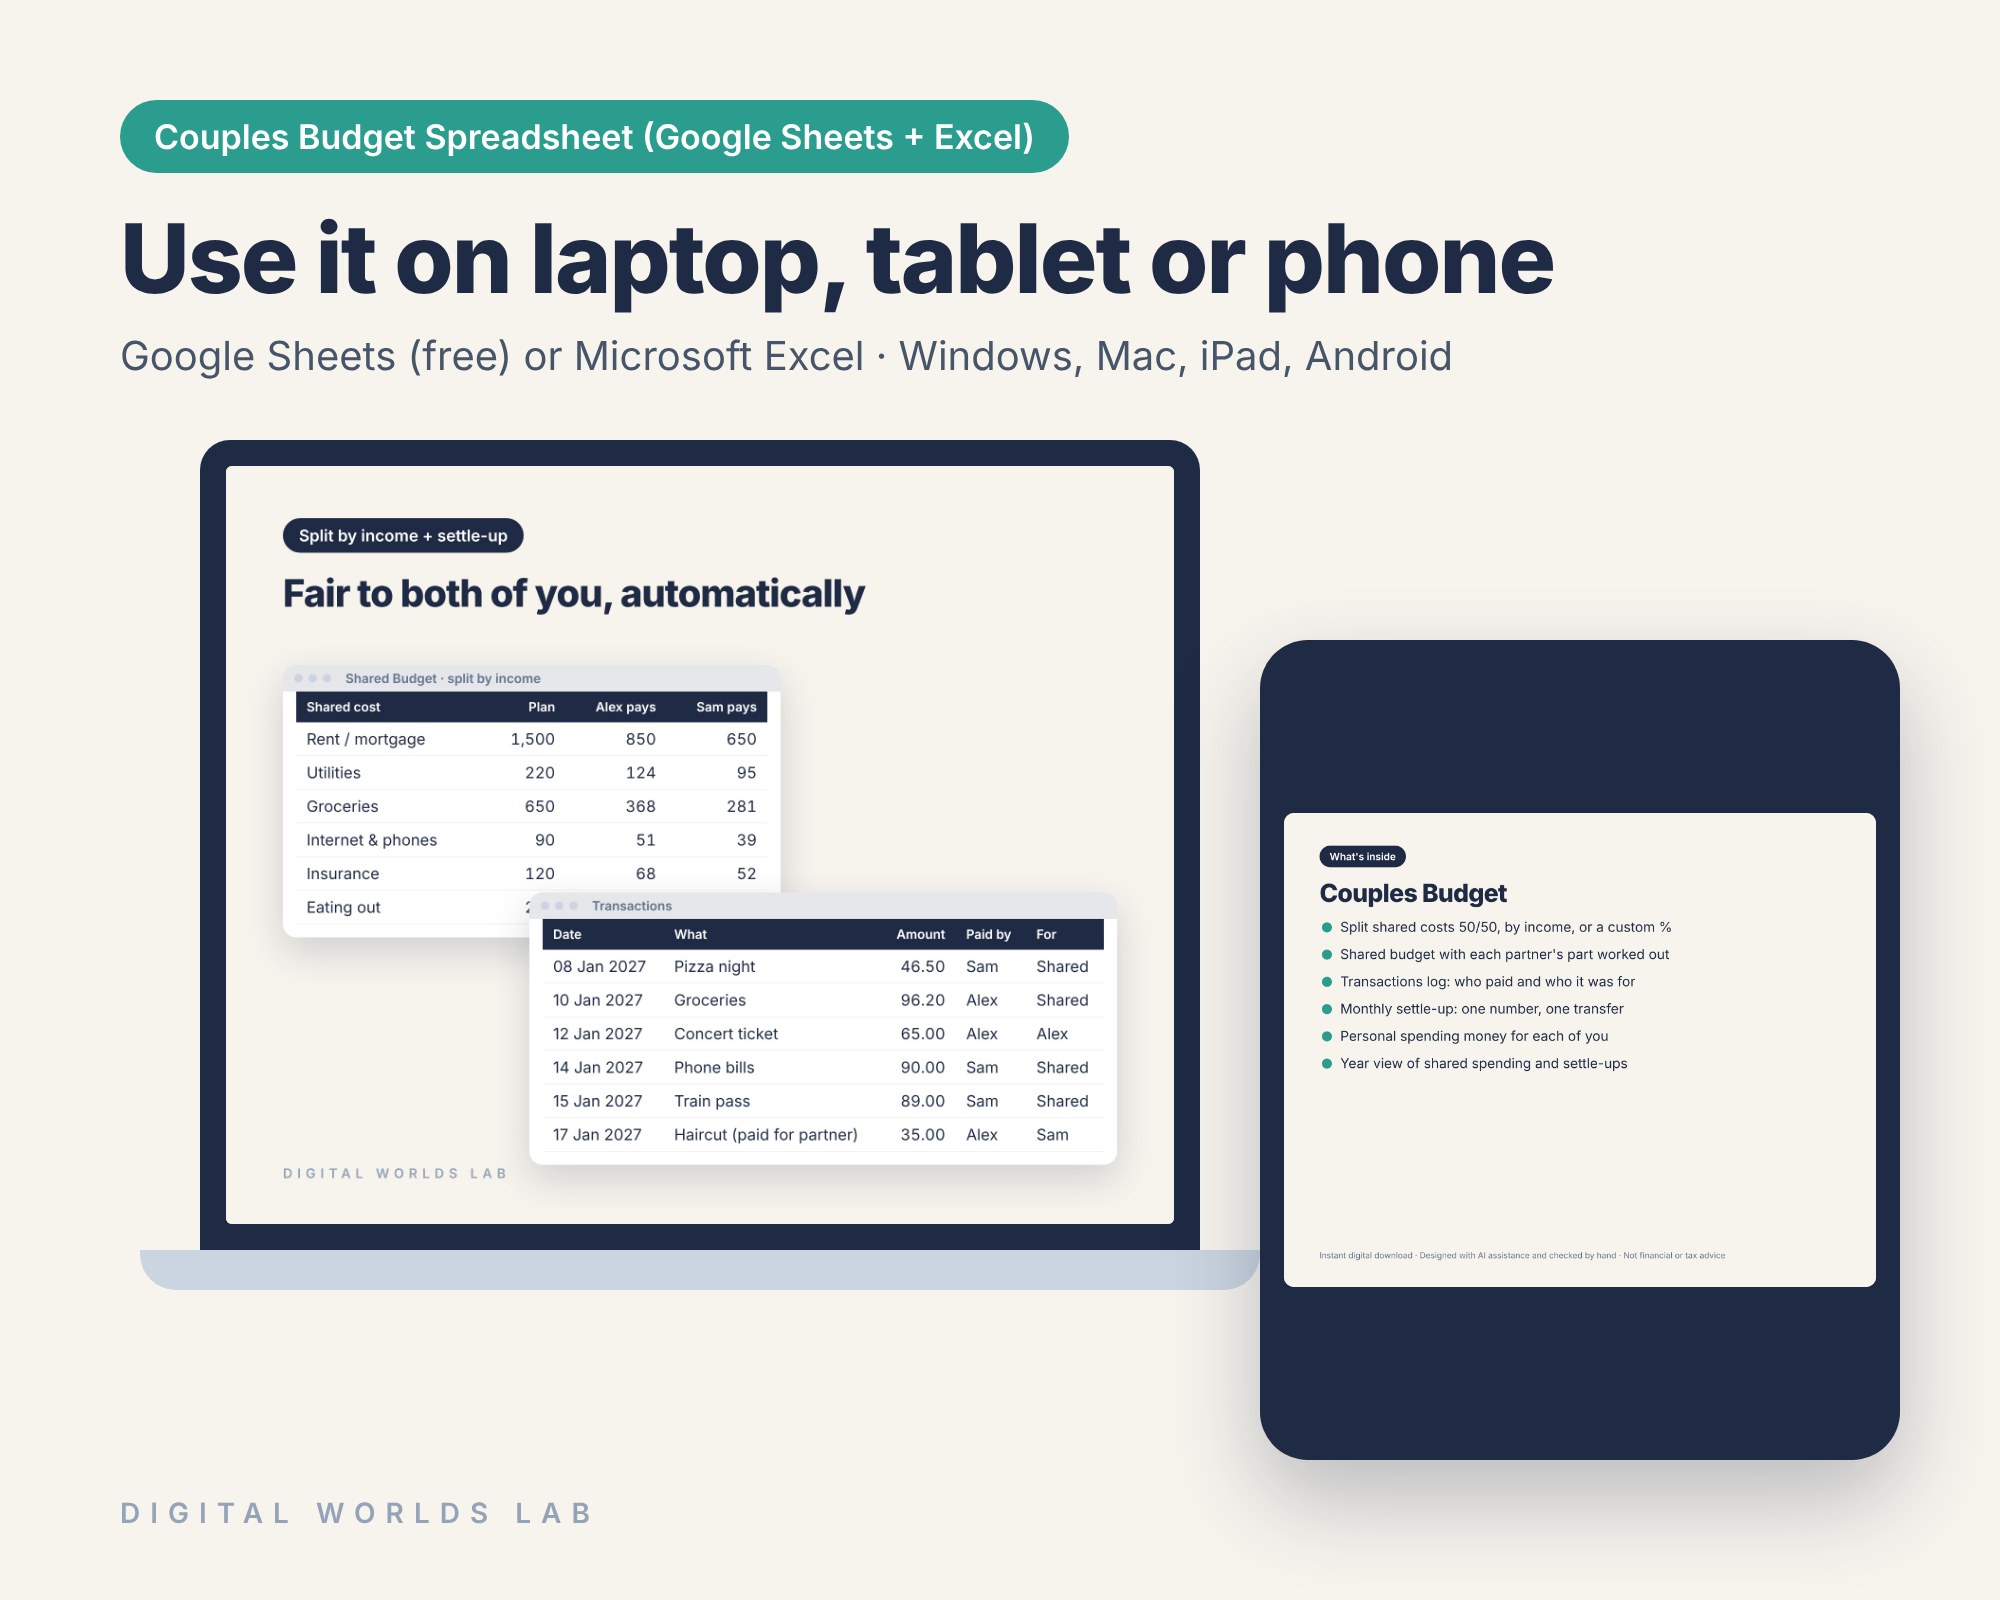 Couples Budget Spreadsheet (Google Sheets + Excel)
Use it on laptop, tablet or phone
Google Sheets (free) or Microsoft Excel · Windows, Mac, iPad, Android
Split by income + settle-up
Fair to both of you, automatically
Shared Budget · split by income
Shared cost Plan Alex pays Sam pays
Rent / mortgage 1,500 850 650
Utilities 220 124 95
Groceries 650 368 281
Internet & phones 90 51 39
Insurance 120 68 52
Eating out
Transactions
Date What Amount Paid by For
08 Jan 2027 Pizza night 46.50 Sam Shared
10 Jan 2027 Groceries 96.20 Alex Shared
12 Jan 2027 Concert ticket 65.00 Alex Alex
14 Jan 2027 Phone bills 90.00 Sam Shared
15 Jan 2027 Train pass 89.00 Sam Shared
17 Jan 2027 Haircut (paid for partner) 35.00 Alex Sam
DIGITAL WORLDS LAB
What's inside
Couples Budget
Split shared costs 50/50, by income, or a custom %
Shared budget with each partner's part worked out
Transactions log: who paid and who it was for
Monthly settle-up: one number, one transfer
Personal spending money for each of you
Year view of shared spending and settle-ups
Instant digital download · Designed with AI assistance and checked by hand · Not financial or tax advice
DIGITAL WORLDS LAB